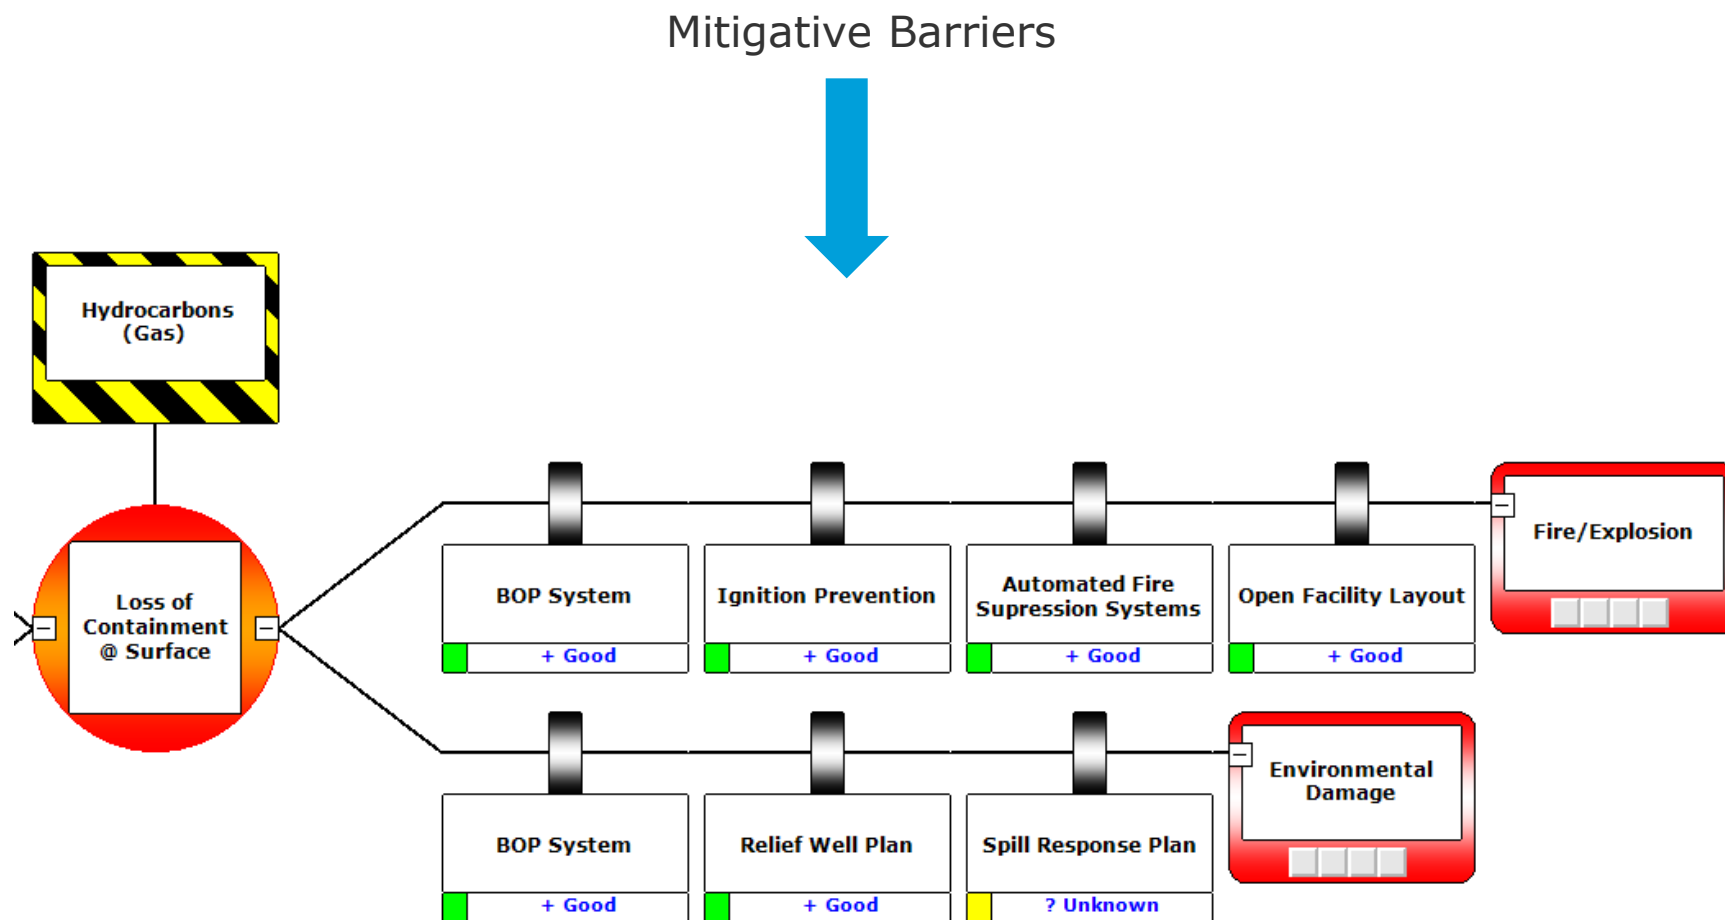 Mitigative Barriers
Hydrocarbons
(Gas)
Loss of
Containment
@ Surface
BOP System
+ Good
Ignition Prevention
+ Good
Automated Fire
Supression Systems
+ Good
Open Facility Layout
+ Good
Fire/Explosion
BOP System
+ Good
Relief Well Plan
+ Good
Spill Response Plan
? Unknown
Environmental
Damage